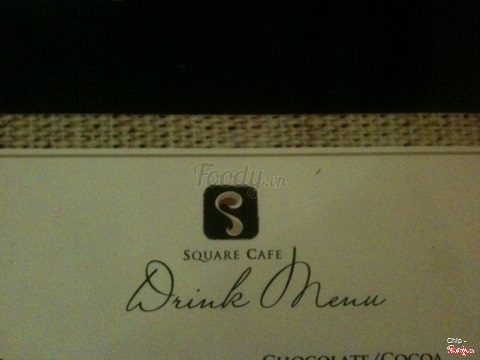 Foody.vn
S
SQUARE CAFE
Drink Menu
CHOCOLATE/COCOA
Chip -
Foody.vn